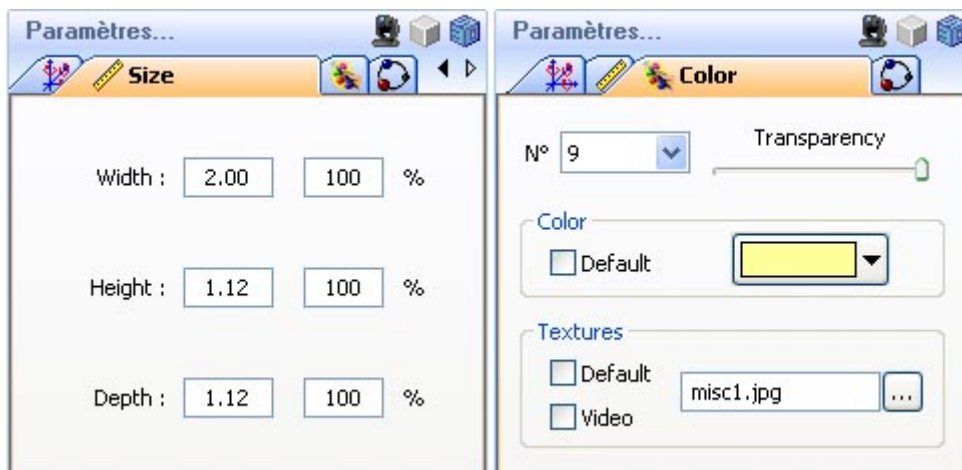 Paramètres...
Size
Width : 2.00 100 %
Height : 1.12 100 %
Depth : 1.12 100 %
Paramètres...
Color
N° 9 Transparency
Color
Default
Textures
Default
misc1.jpg ...
Video